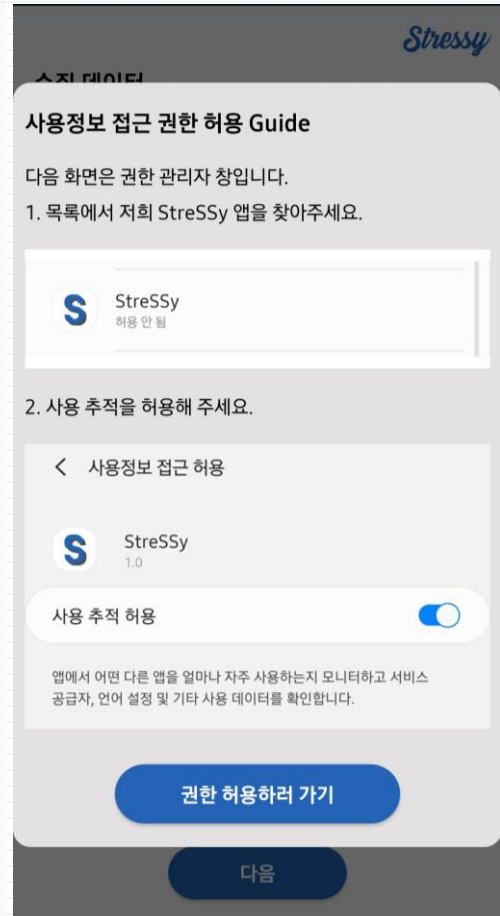 Stressy
수집 데이터
사용정보 접근 권한 허용 Guide
다음 화면은 권한 관리자 창입니다.
1. 목록에서 저희 StreSSy 앱을 찾아주세요.
S
StreSSy
허용 안 됨
2. 사용 추적을 허용해 주세요.
사용정보 접근 허용
S
StreSSy
1.0
사용 추적 허용
앱에서 어떤 다른 앱을 얼마나 자주 사용하는지 모니터하고 서비스
공급자, 언어 설정 및 기타 사용 데이터를 확인합니다.
권한 허용하러 가기
다음